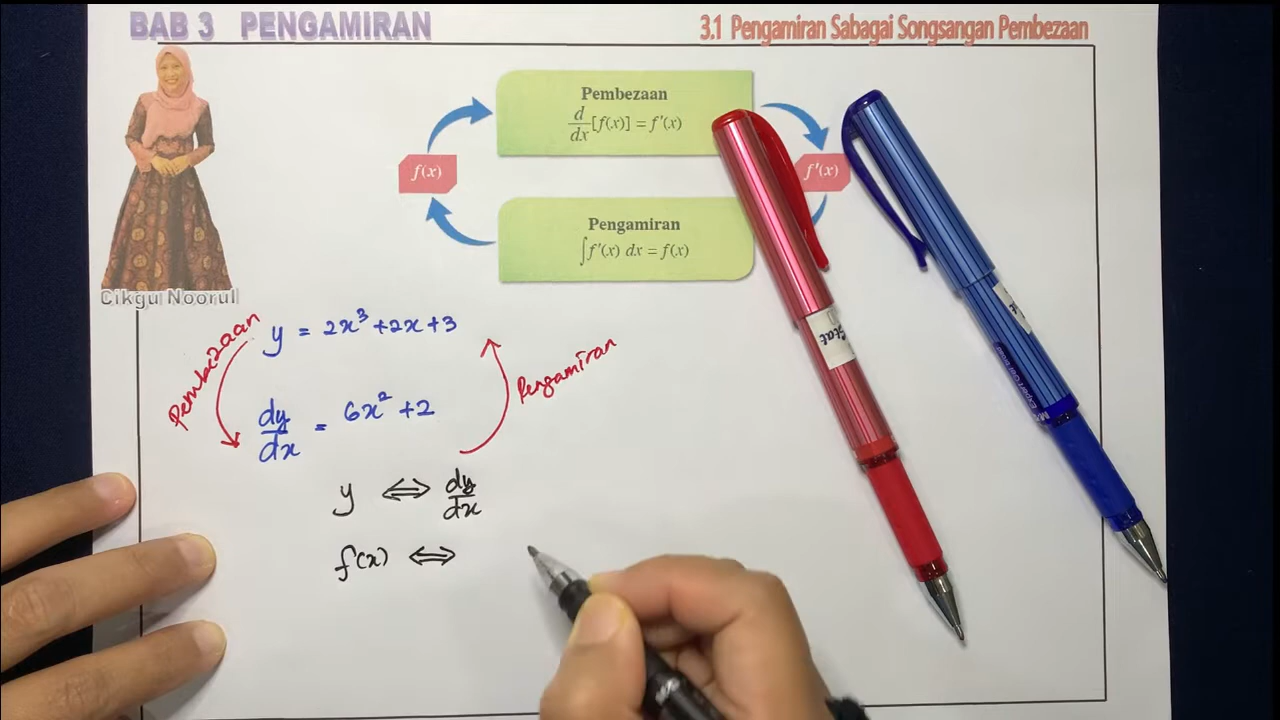 BAB 3 PENGAMIRAN
3.1 Pengamiran Sabagai Songsangan Pembezaan
Pembezaan
d/dx [f(x)] = f'(x)
f(x)
f'(x)
Pengamiran
∫f'(x) dx = f(x)
Cikgu Noorul
Pembezaan
y = 2x³ + 2x + 3
Pengamiran
dy/dx = 6x² + 2
y ⇔ dy/dx
f(x) ⇔
Stat